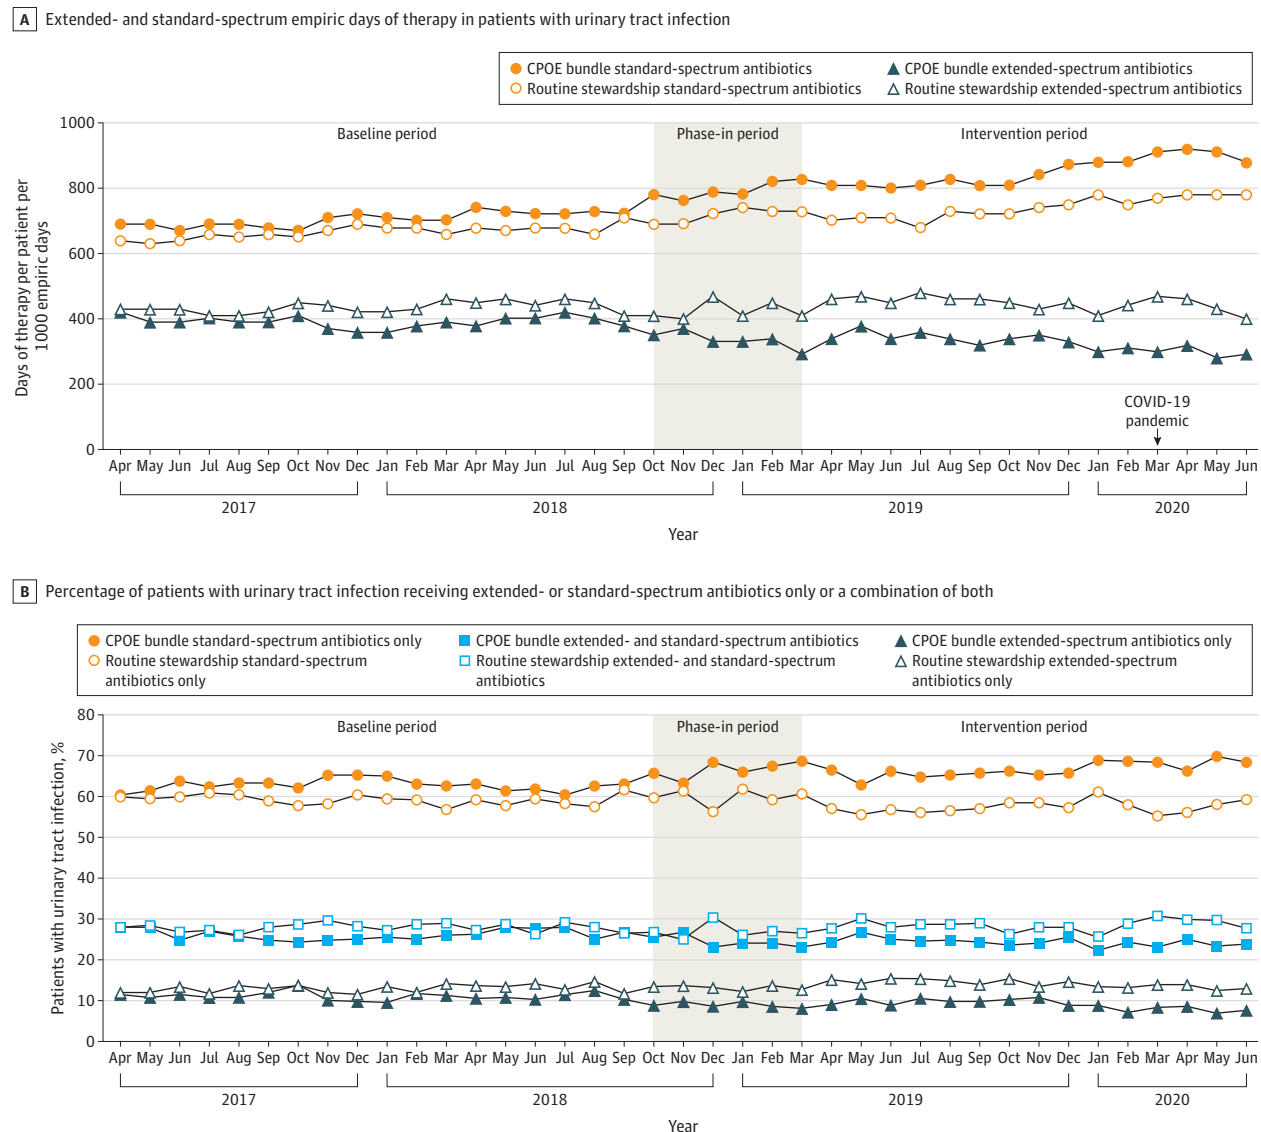 A Extended- and standard-spectrum empiric days of therapy in patients with urinary tract infection
CPOE bundle standard-spectrum antibiotics
CPOE bundle extended-spectrum antibiotics
Routine stewardship standard-spectrum antibiotics
Routine stewardship extended-spectrum antibiotics
Days of therapy per patient per
1000 empiric days
1000
800
600
400
200
0
Baseline period
Phase-in period
Intervention period
COVID-19
pandemic
Apr May Jun Jul Aug Sep Oct Nov Dec Jan Feb Mar Apr May Jun Jul Aug Sep Oct Nov Dec Jan Feb Mar Apr May Jun Jul Aug Sep Oct Nov Dec Jan Feb Mar Apr May Jun
2017 2018 2019 2020
Year
B Percentage of patients with urinary tract infection receiving extended- or standard-spectrum antibiotics only or a combination of both
CPOE bundle standard-spectrum antibiotics only
Routine stewardship standard-spectrum
antibiotics only
CPOE bundle extended- and standard-spectrum antibiotics
Routine stewardship extended- and standard-spectrum
antibiotics
CPOE bundle extended-spectrum antibiotics only
Routine stewardship extended-spectrum
antibiotics only
Patients with urinary tract infection, %
80
70
60
50
40
30
20
10
0
Baseline period
Phase-in period
Intervention period
Apr May Jun Jul Aug Sep Oct Nov Dec Jan Feb Mar Apr May Jun Jul Aug Sep Oct Nov Dec Jan Feb Mar Apr May Jun Jul Aug Sep Oct Nov Dec Jan Feb Mar Apr May Jun
2017 2018 2019 2020
Year